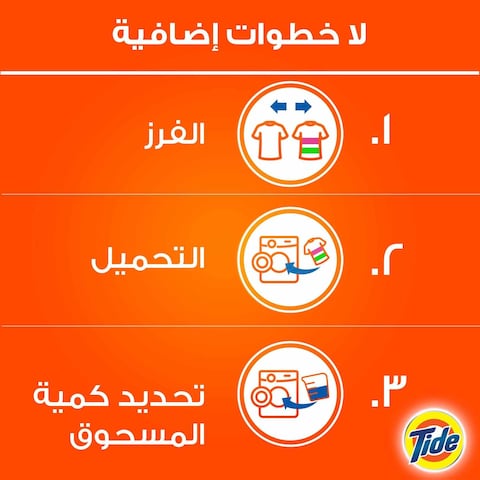 لا خطوات إضافية
١. الفرز
٢. التحميل
٣. تحديد كمية
المسحوق
Tide